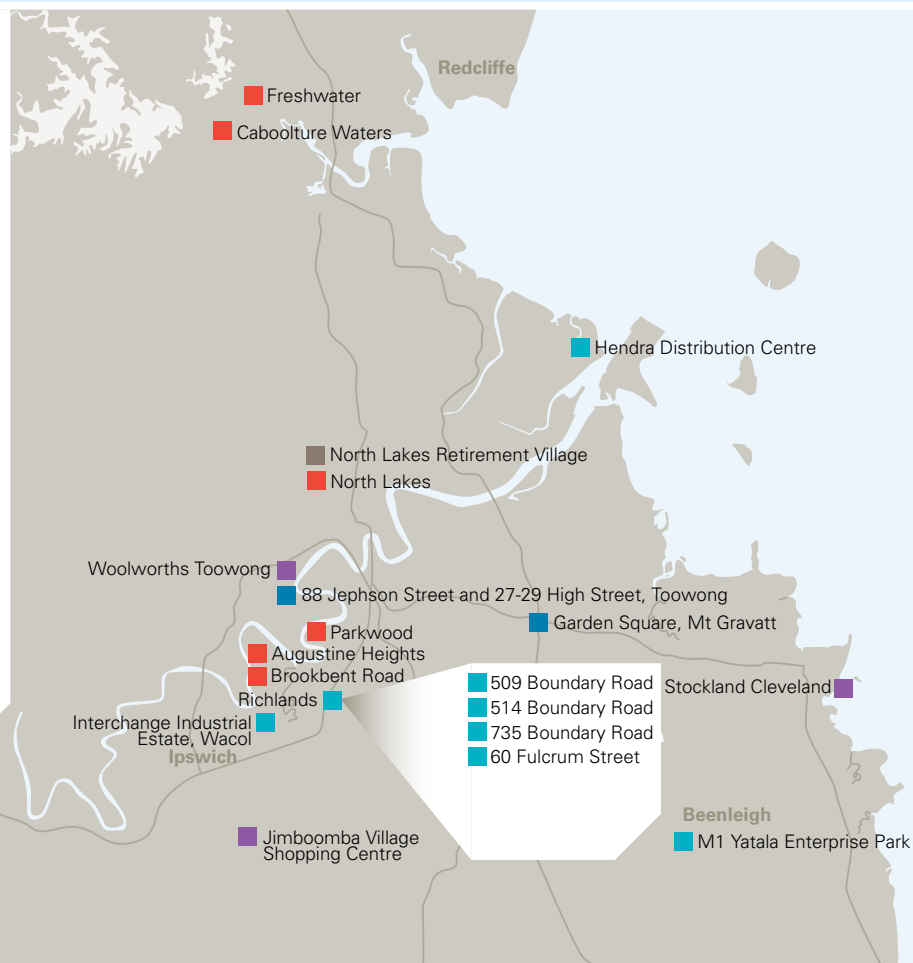 Redcliffe
Freshwater
Caboolture Waters
Hendra Distribution Centre
North Lakes Retirement Village
North Lakes
Woolworths Toowong
88 Jephson Street and 27-29 High Street, Toowong
Garden Square, Mt Gravatt
Parkwood
Augustine Heights
Brookbent Road
Richlands
509 Boundary Road
514 Boundary Road
735 Boundary Road
60 Fulcrum Street
Stockland Cleveland
Interchange Industrial
Estate, Wacol
Ipswich
Beenleigh
Jimboomba Village
Shopping Centre
M1 Yatala Enterprise Park